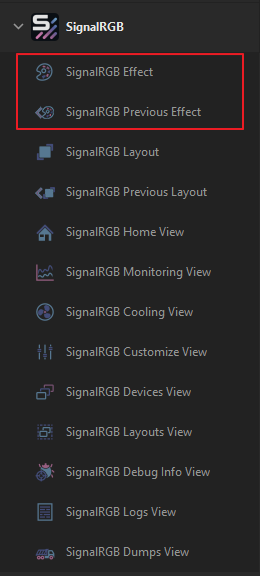 SignalRGB
SignalRGB Effect
SignalRGB Previous Effect
SignalRGB Layout
SignalRGB Previous Layout
SignalRGB Home View
SignalRGB Monitoring View
SignalRGB Cooling View
SignalRGB Customize View
SignalRGB Devices View
SignalRGB Layouts View
SignalRGB Debug Info View
SignalRGB Logs View
SignalRGB Dumps View